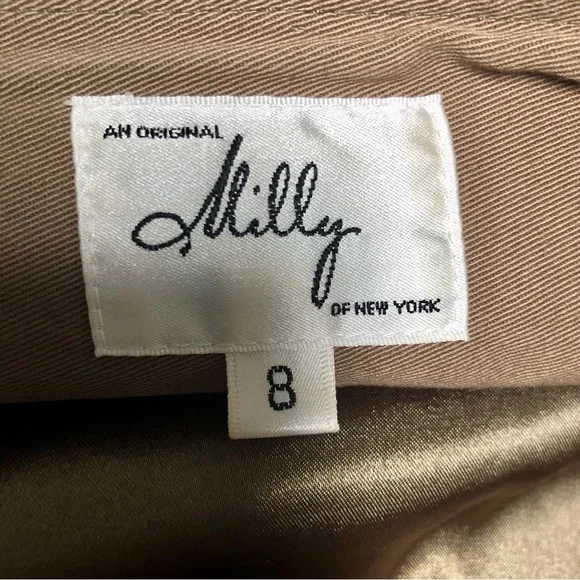 AN ORIGINAL
Milly
OF NEW YORK
8